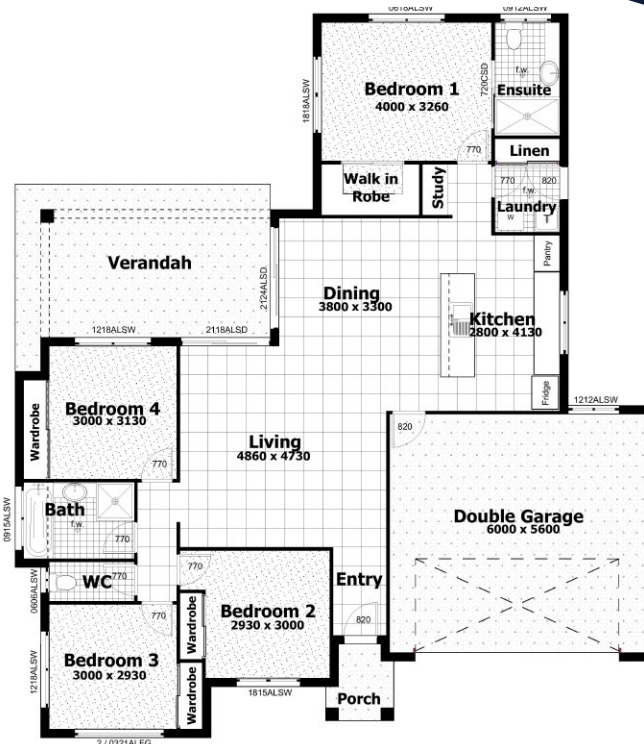 0618ALSW
0912ALSW
1818ALSW
Bedroom 1
4000 x 3260
720CSD
f.w.
Ensuite
770
Linen
Walk in
Robe
Study
770
820
f.w.
Laundry
W
T
Verandah
2124ALSD
Dining
3800 x 3300
Pantry
Kitchen
2800 x 4130
1218ALSW
2118ALSD
Fridge
1212ALSW
Wardrobe
Bedroom 4
3000 x 3130
770
Living
4860 x 4730
820
0915ALSW
Bath
f.w.
770
Double Garage
6000 x 5600
0606ALSW
WC
770
770
Entry
820
Bedroom 2
2930 x 3000
Wardrobe
770
1218ALSW
Bedroom 3
3000 x 2930
Wardrobe
1815ALSW
Porch
2 / 0321ALFG